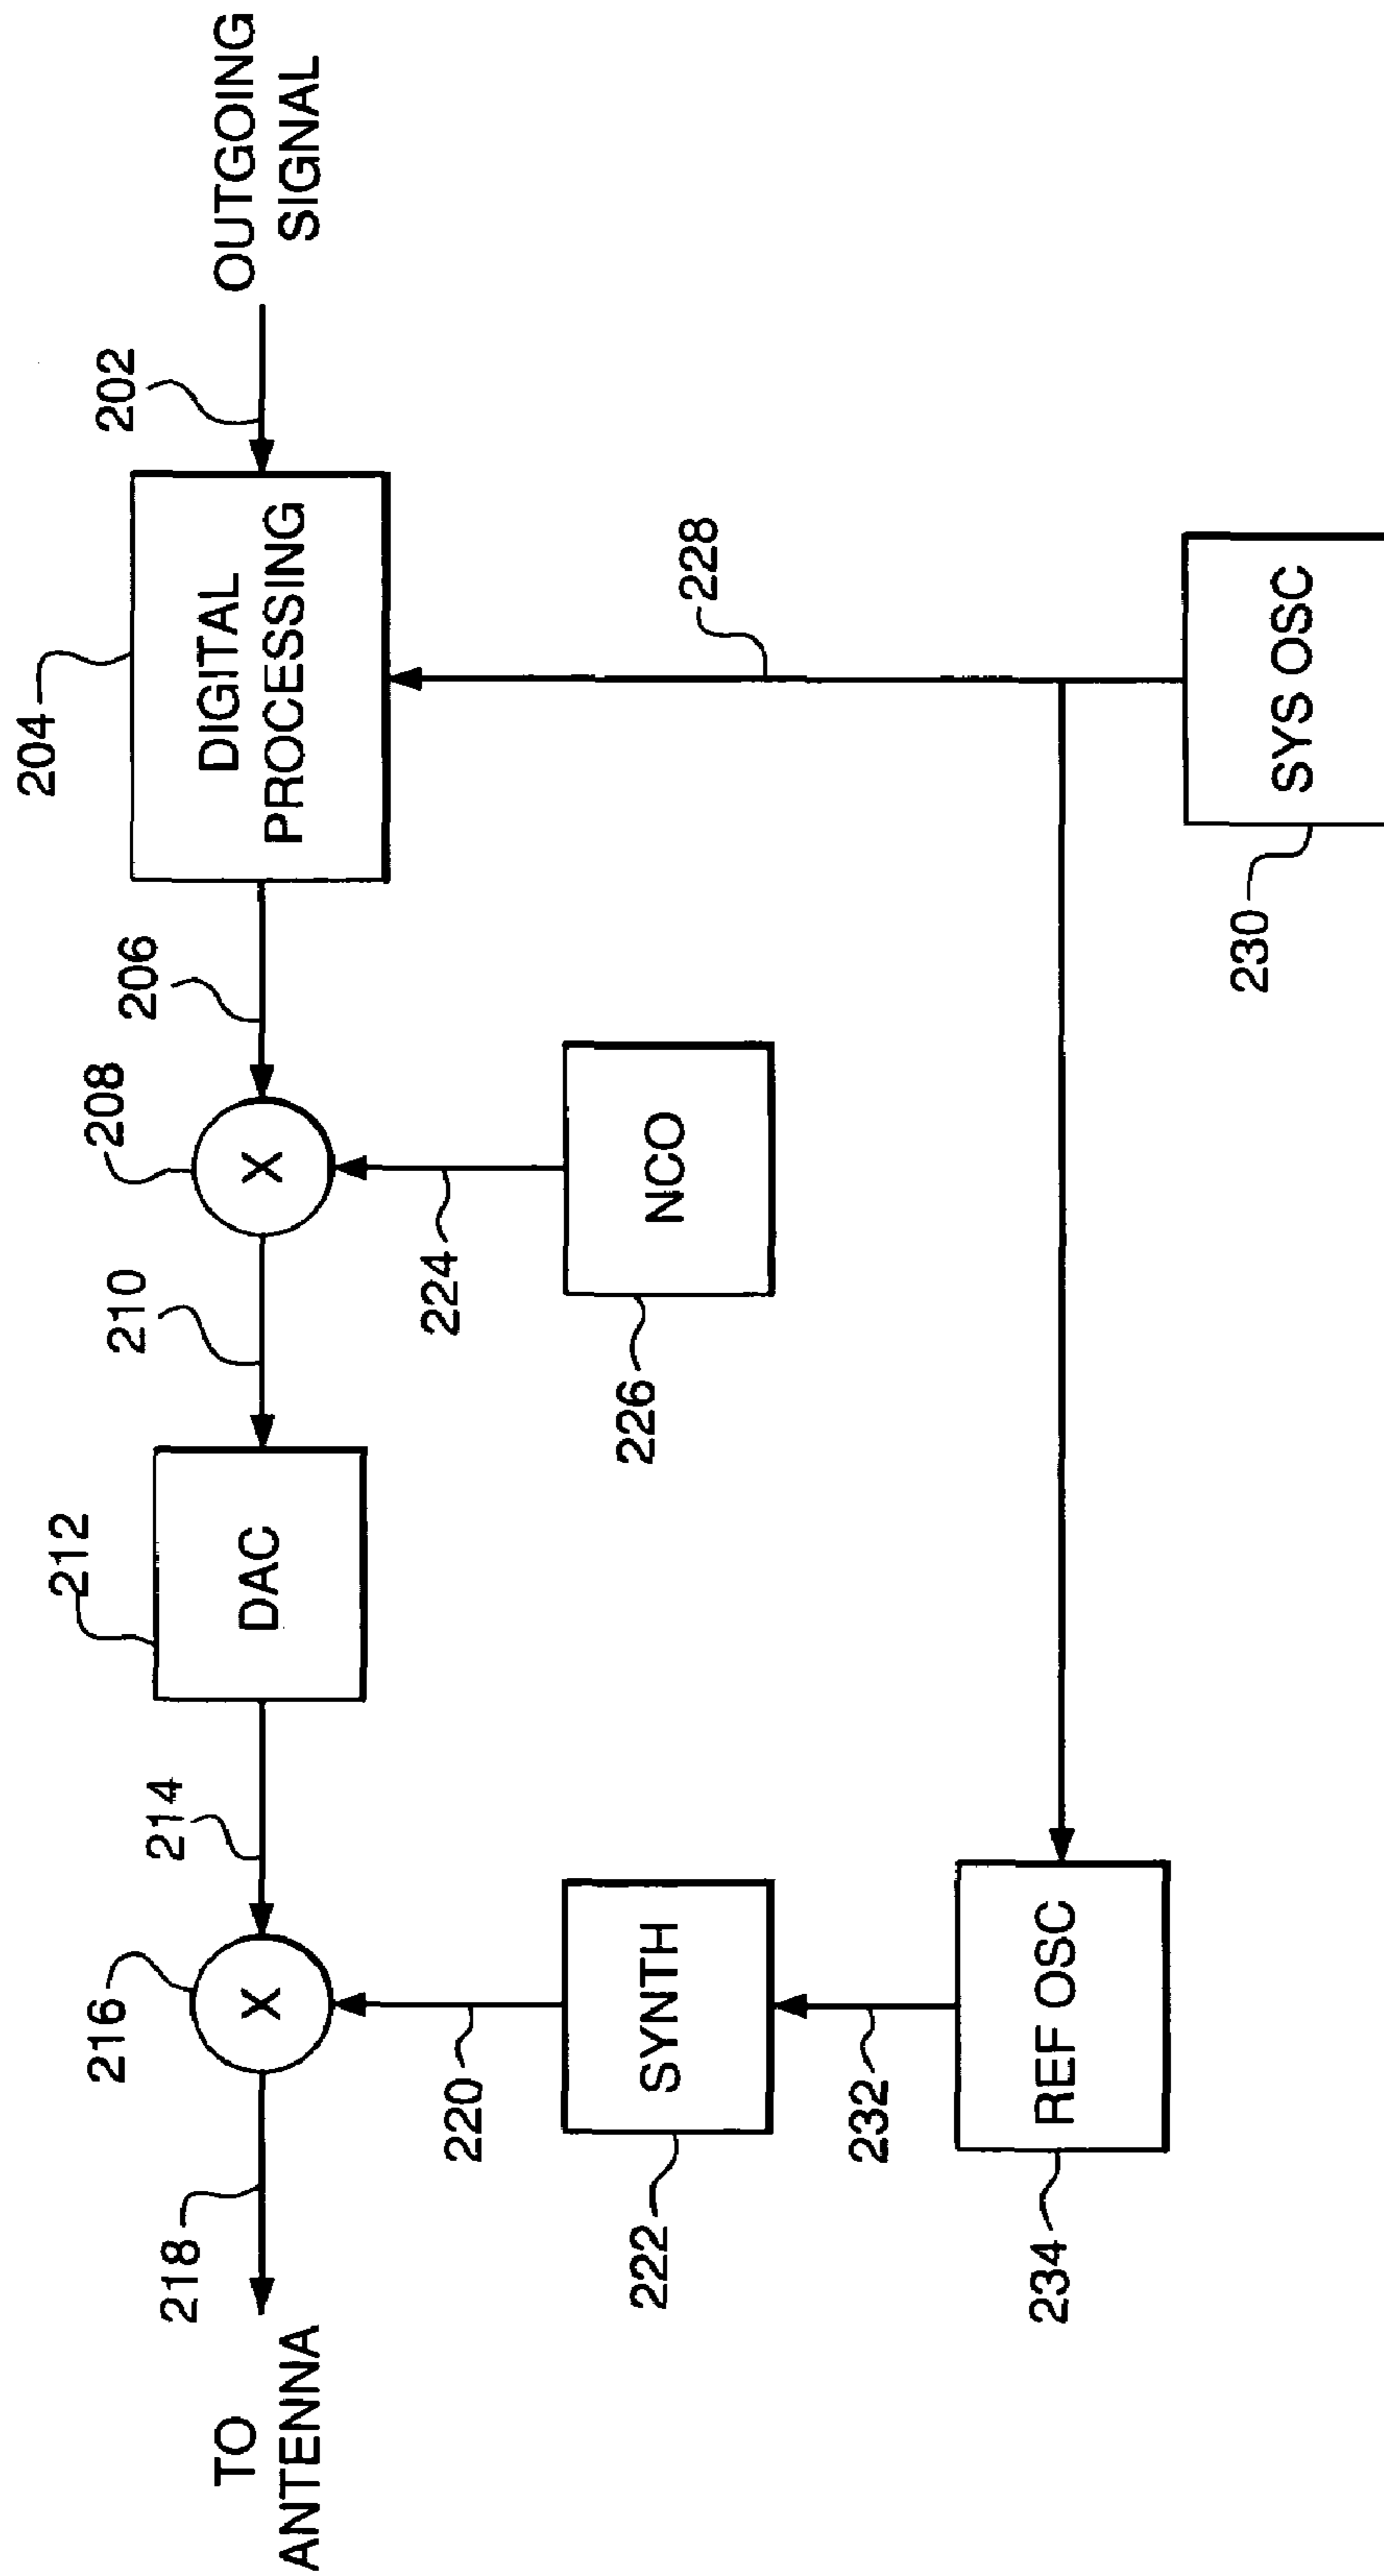 204
202
OUTGOING
SIGNAL
218
216
214
212
210
208
206
TO
ANTENNA
X
DAC
X
DIGITAL
PROCESSING
220
224
228
222
SYNTH
226
NCO
232
234
REF OSC
230
SYS OSC